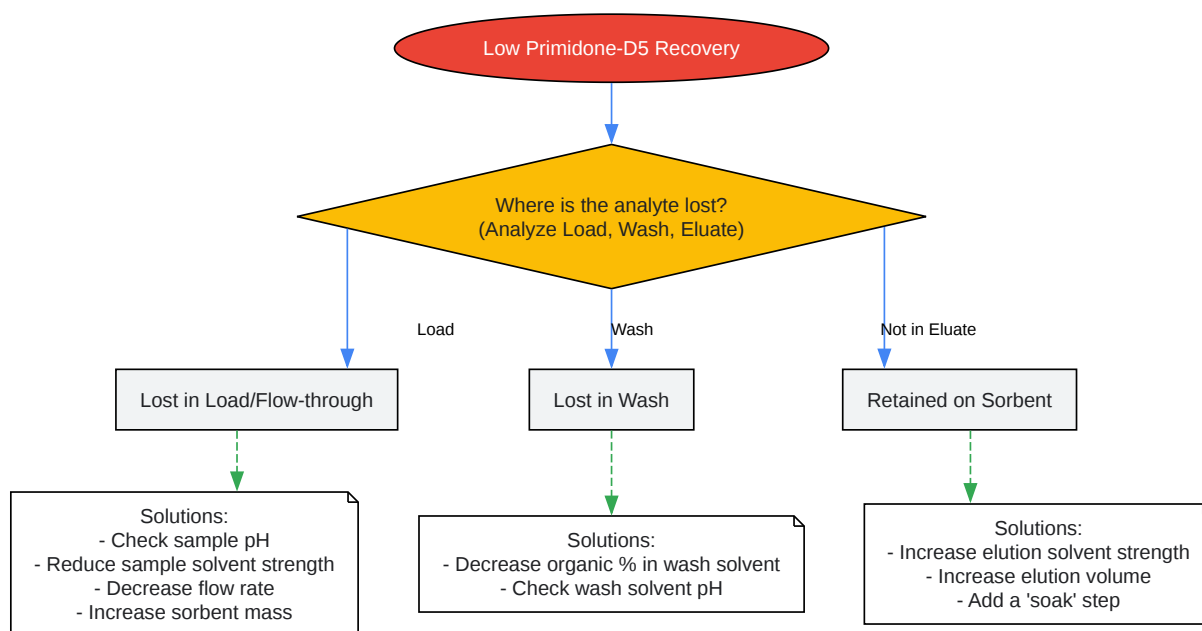 Low Primidone-D5 Recovery
Where is the analyte lost?
(Analyze Load, Wash, Eluate)
Load
Wash
Not in Eluate
Lost in Load/Flow-through
Lost in Wash
Retained on Sorbent
Solutions:
- Check sample pH
- Reduce sample solvent strength
- Decrease flow rate
- Increase sorbent mass
Solutions:
- Decrease organic % in wash solvent
- Check wash solvent pH
Solutions:
- Increase elution solvent strength
- Increase elution volume
- Add a 'soak' step